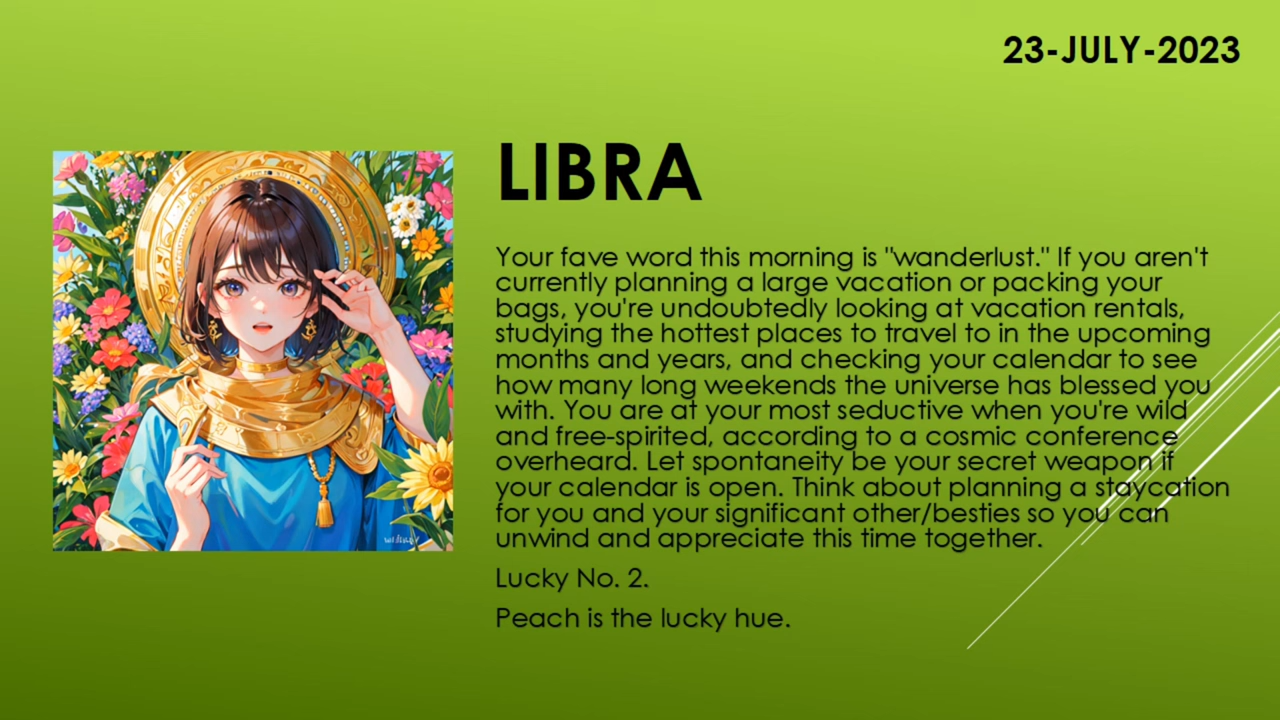 23-JULY-2023
LIBRA
Your fave word this morning is "wanderlust." If you aren't
currently planning a large vacation or packing your
bags, you're undoubtedly looking at vacation rentals,
studying the hottest places to travel to in the upcoming
months and years, and checking your calendar to see
how many long weekends the universe has blessed you
with. You are at your most seductive when you're wild
and free-spirited, according to a cosmic conference
overheard. Let spontaneity be your secret weapon if
your calendar is open. Think about planning a staycation
for you and your significant other/besties so you can
unwind and appreciate this time together.
Lucky No. 2.
Peach is the lucky hue.